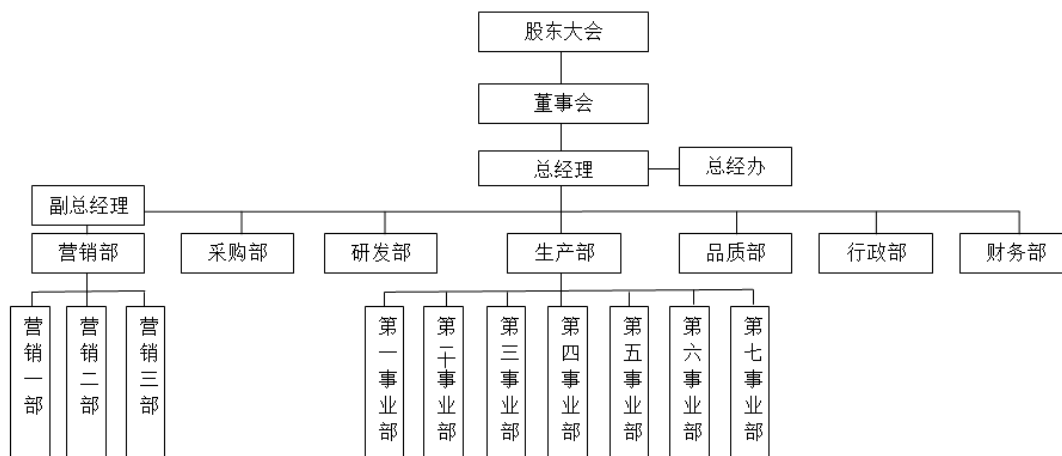 股东大会
董事会
总经理
总经办
副总经理
营销部
采购部
研发部
生产部
品质部
行政部
财务部
营销一部
营销二部
营销三部
第一事业部
第二十事业部
第三事业部
第四事业部
第五事业部
第六事业部
第七事业部